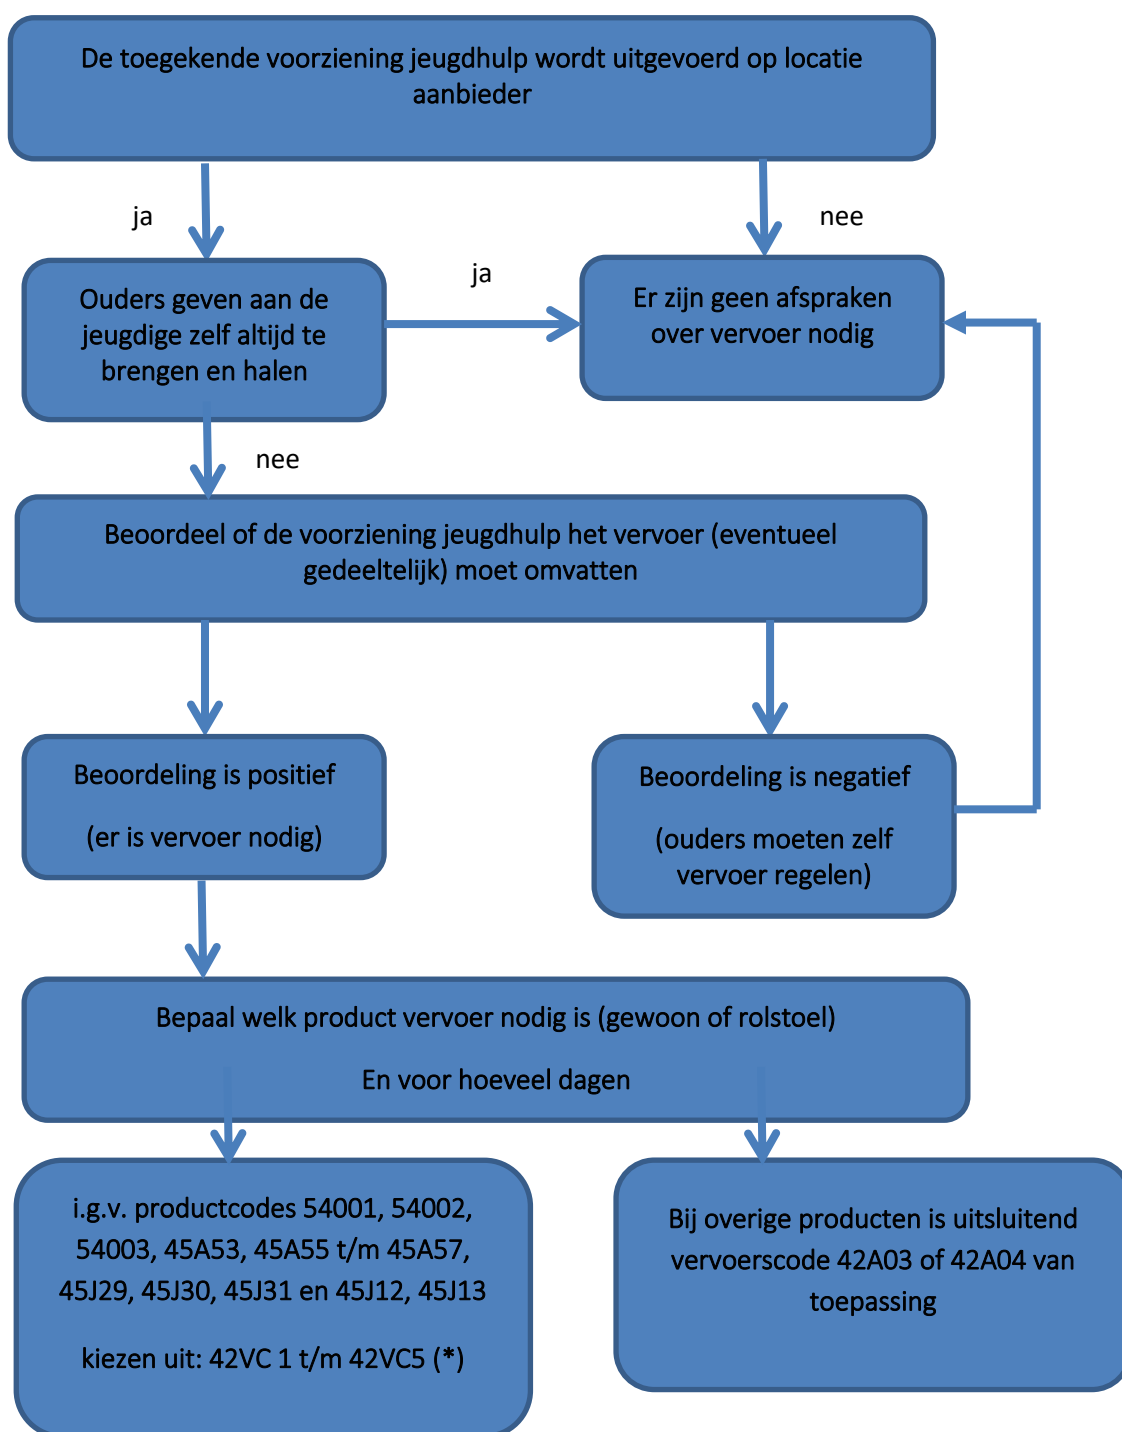 De toegekende voorziening jeugdhulp wordt uitgevoerd op locatie
aanbieder
ja
nee
Ouders geven aan de
jeugdige zelf altijd te
brengen en halen
ja
Er zijn geen afspraken
over vervoer nodig
nee
Beoordeel of de voorziening jeugdhulp het vervoer (eventueel
gedeeltelijk) moet omvatten
Beoordeling is positief
(er is vervoer nodig)
Beoordeling is negatief
(ouders moeten zelf
vervoer regelen)
Bepaal welk product vervoer nodig is (gewoon of rolstoel)
En voor hoeveel dagen
i.g.v. productcodes 54001, 54002,
54003, 45A53, 45A55 t/m 45A57,
45J29, 45J30, 45J31 en 45J12, 45J13
kiezen uit: 42VC 1 t/m 42VC5 (*)
Bij overige producten is uitsluitend
vervoerscode 42A03 of 42A04 van
toepassing